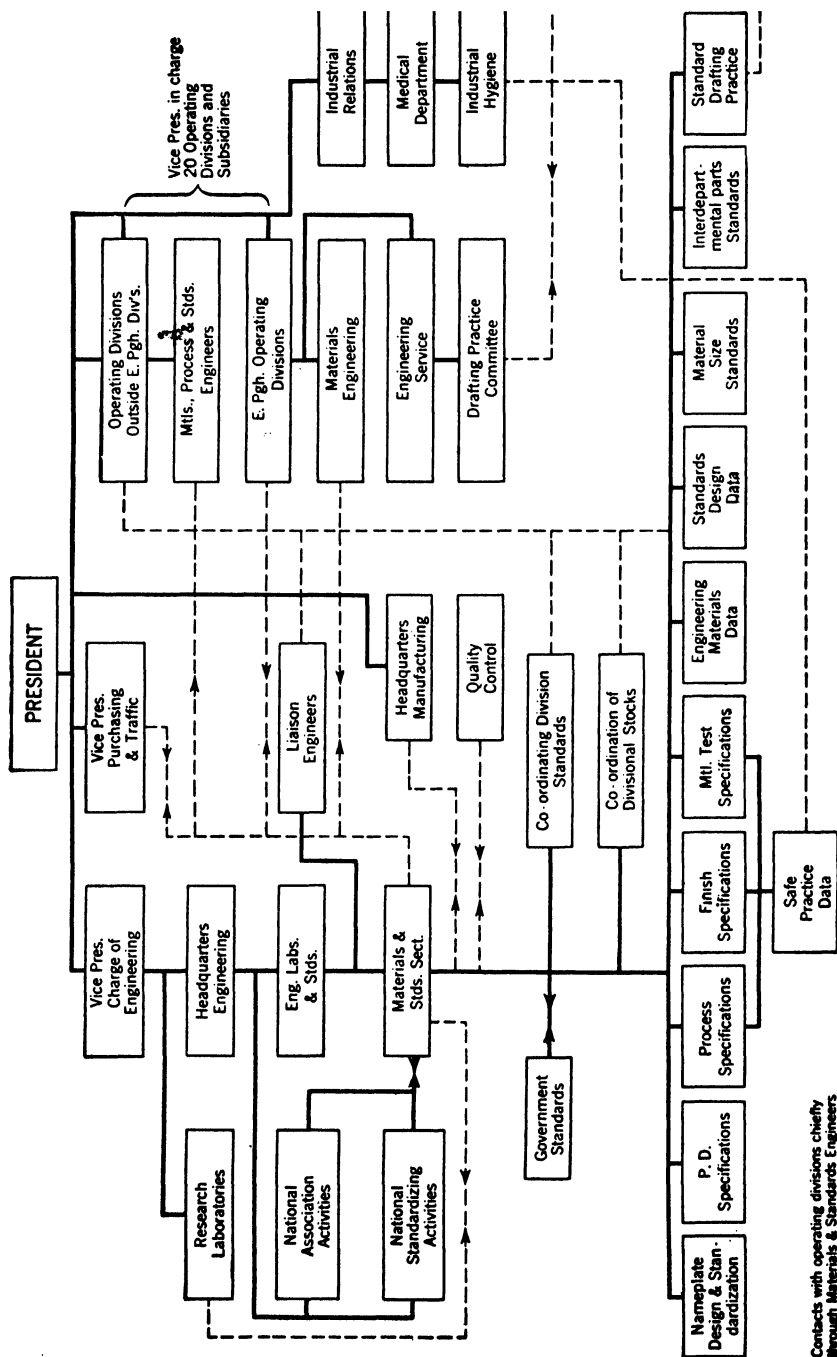 PRESIDENT
Vice Pres.
Charge of
Engineering
Vice Pres.
Purchasing
& Traffic
Vice Pres. in charge
20 Operating
Divisions and
Subsidiaries
Operating Divisions
Outside E. Pgh. Div's.
Research
Laboratories
Headquarters
Engineering
Mtls., Process & Stds.
Engineers
National
Association
Activities
Eng. Labs.
& Stds.
Liaison
Engineers
E. Pgh. Operating
Divisions
National
Standardizing
Activities
Materials &
Stds. Sect.
Headquarters
Manufacturing
Materials
Engineering
Industrial
Relations
Quality
Control
Engineering
Service
Medical
Department
Drafting Practice
Committee
Industrial
Hygiene
Government
Standards
Co-ordinating Division
Standards
Co-ordination of
Divisional Stocks
Nameplate
Design & Stan-
dardization
P. D.
Specifications
Process
Specifications
Finish
Specifications
Mtl. Test
Specifications
Engineering
Materials
Data
Standards
Design
Data
Material
Size
Standards
Interdepart-
mental parts
Standards
Standard
Drafting
Practice
Safe
Practice
Data
Contacts with operating divisions chiefly
through Materials & Standards Engineers